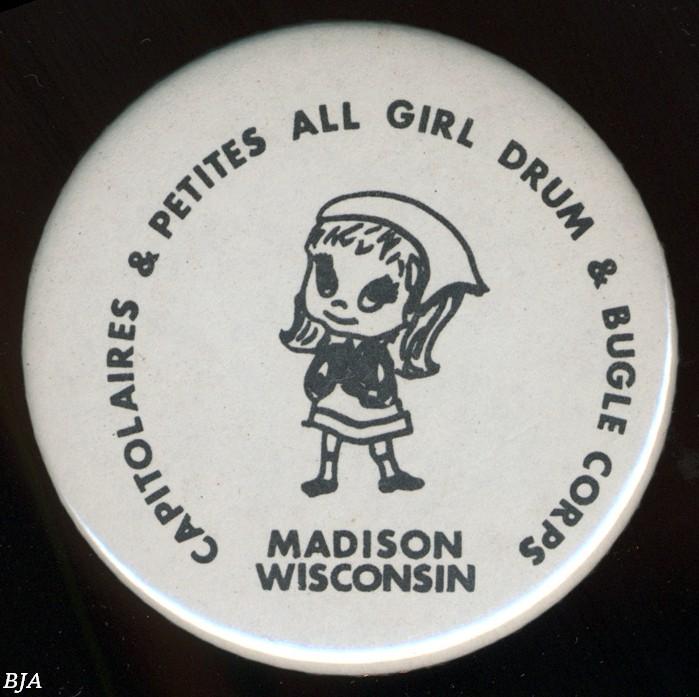 CAPITOLAIRES & PETITES ALL GIRL DRUM & BUGLE CORPS
MADISON
WISCONSIN
BJA